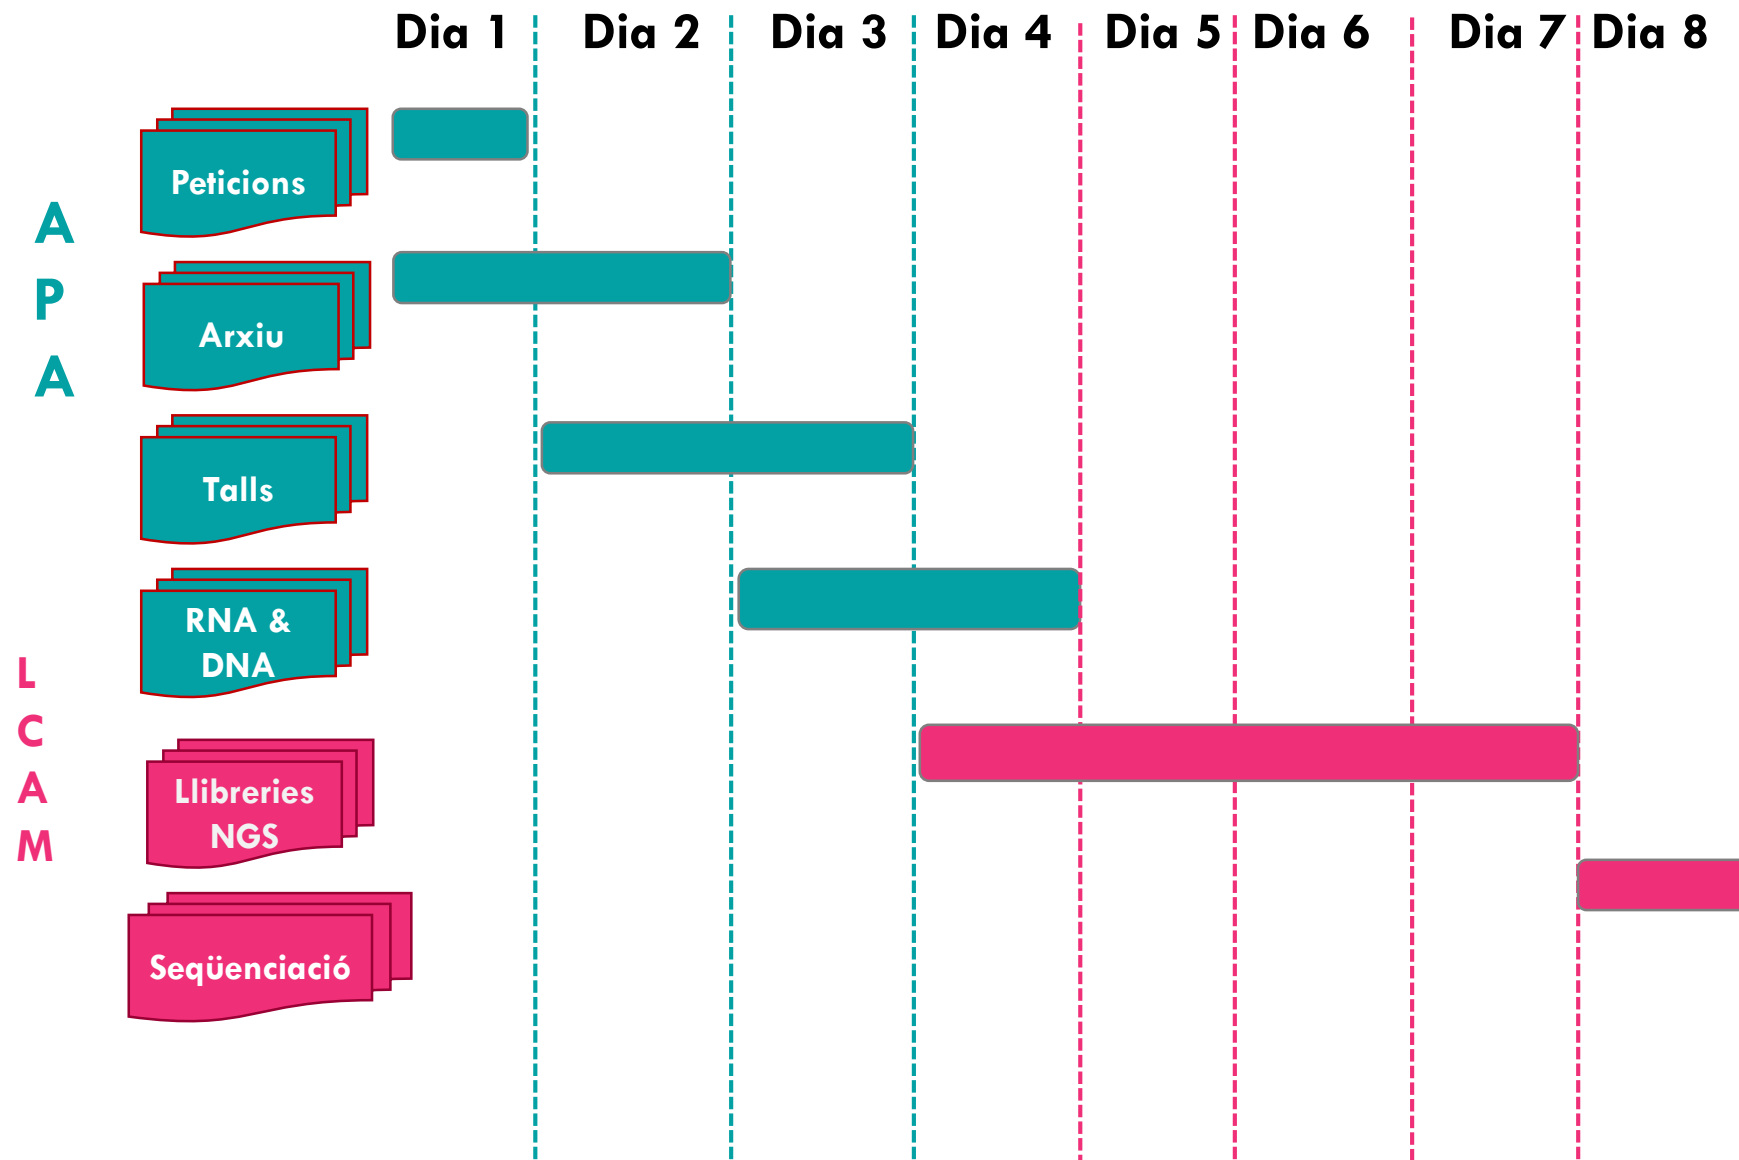 Dia 1 Dia 2 Dia 3 Dia 4 Dia 5 Dia 6 Dia 7 Dia 8
A
P
A
Peticions
Arxiu
Talls
RNA &
DNA
L
C
A
M
Llibreries
NGS
Seqüenciació